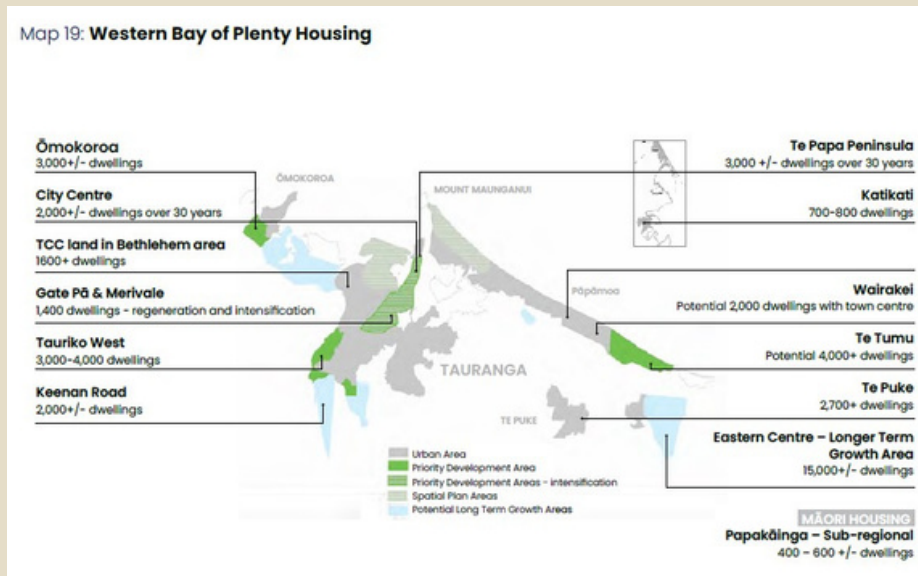 Map 19: Western Bay of Plenty Housing
Ōmokoroa
3,000+/- dwellings
City Centre
2,000+/- dwellings over 30 years
TCC land in Bethlehem area
1600+ dwellings
Gate Pā & Merivale
1,400 dwellings - regeneration and intensification
Tauriko West
3,000-4,000 dwellings
Keenan Road
2,000+/- dwellings
ŌMOKOROA
MOUNT MAUNGANUI
Pāpāmoa
TAURANGA
TE PUKE
Te Papa Peninsula
3,000 +/- dwellings over 30 years
Katikati
700-800 dwellings
Wairakei
Potential 2,000 dwellings with town centre
Te Tumu
Potential 4,000+ dwellings
Te Puke
2,700+ dwellings
Eastern Centre – Longer Term
Growth Area
15,000+/- dwellings
Urban Area
Priority Development Area
Priority Development Areas - intensification
Spatial Plan Areas
Potential Long Term Growth Areas
MĀORI HOUSING
Papakāinga – Sub-regional
400 – 600 +/- dwellings